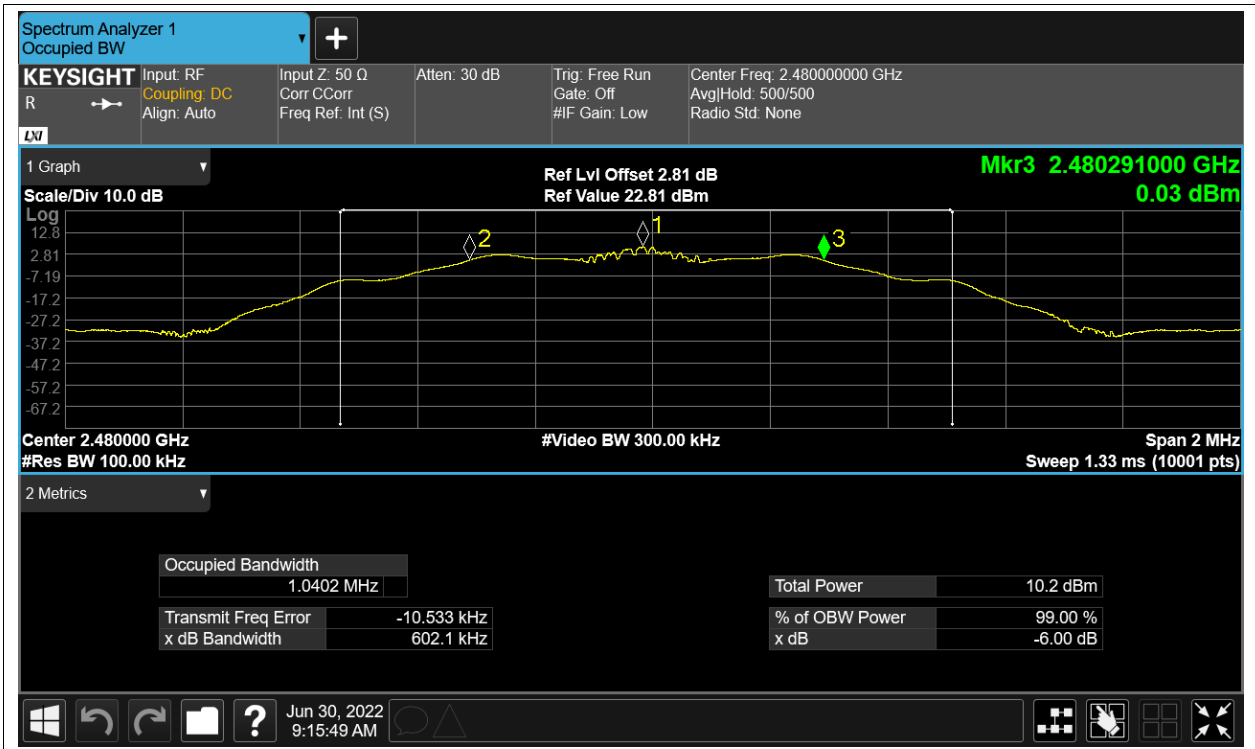 Spectrum Analyzer 1
Occupied BW
KEYSIGHT
R
LXI
Input: RF
Coupling: DC
Align: Auto
Input Z: 50 Ω
Corr CCorr
Freq Ref: Int (S)
Atten: 30 dB
Trig: Free Run
Gate: Off
#IF Gain: Low
Center Freq: 2.480000000 GHz
Avg|Hold: 500/500
Radio Std: None
1 Graph
Scale/Div 10.0 dB
Ref Lvl Offset 2.81 dB
Ref Value 22.81 dBm
Mkr3 2.480291000 GHz
0.03 dBm
Log
12.8
2.81
-7.19
-17.2
-27.2
-37.2
-47.2
-57.2
-67.2
2
1
3
Center 2.480000 GHz
#Res BW 100.00 kHz
#Video BW 300.00 kHz
Span 2 MHz
Sweep 1.33 ms (10001 pts)
2 Metrics
Occupied Bandwidth
1.0402 MHz
Transmit Freq Error -10.533 kHz
x dB Bandwidth 602.1 kHz
Total Power 10.2 dBm
% of OBW Power 99.00 %
x dB -6.00 dB
?
Jun 30, 2022
9:15:49 AM